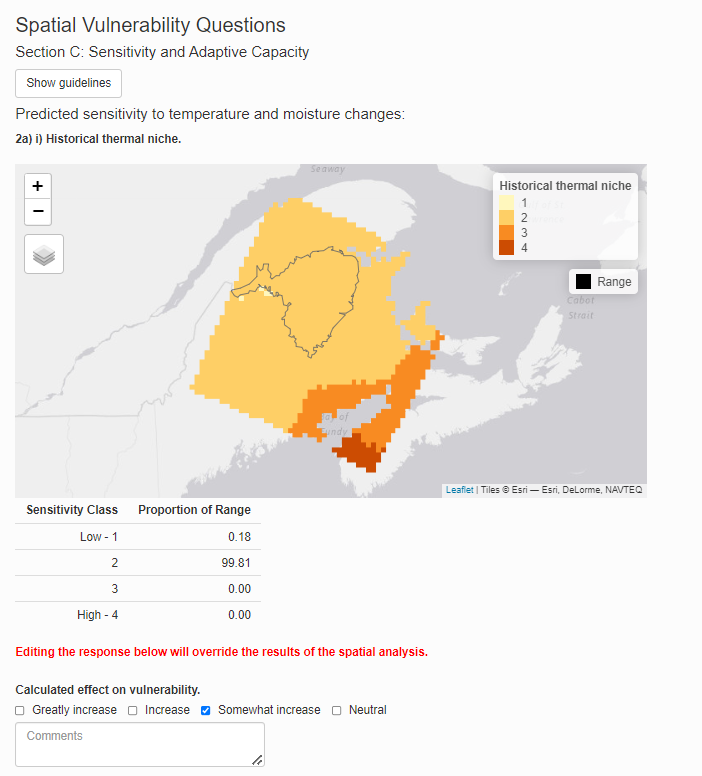 Spatial Vulnerability Questions
Section C: Sensitivity and Adaptive Capacity
Show guidelines
Predicted sensitivity to temperature and moisture changes:
2a) i) Historical thermal niche.
Seaway
+
−
Historical thermal niche
1
2
3
4
Range
Cabot
Strait
of
Fundy
Leaflet | Tiles © Esri — Esri, DeLorme, NAVTEQ
Sensitivity Class Proportion of Range
Low - 1 0.18
2 99.81
3 0.00
High - 4 0.00
Editing the response below will override the results of the spatial analysis.
Calculated effect on vulnerability.
Greatly increase Increase Somewhat increase Neutral
Comments